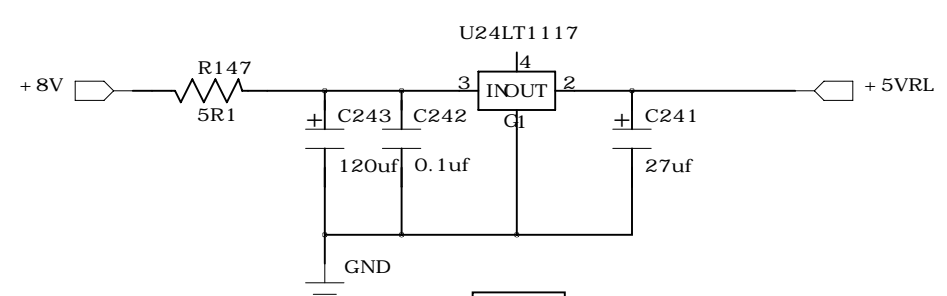 U24LT1117
4
R147
+8V
3
INOUT
2
+5VRL
5R1
+
C243
C242
G1
+
C241
120uf
0.1uf
27uf
GND